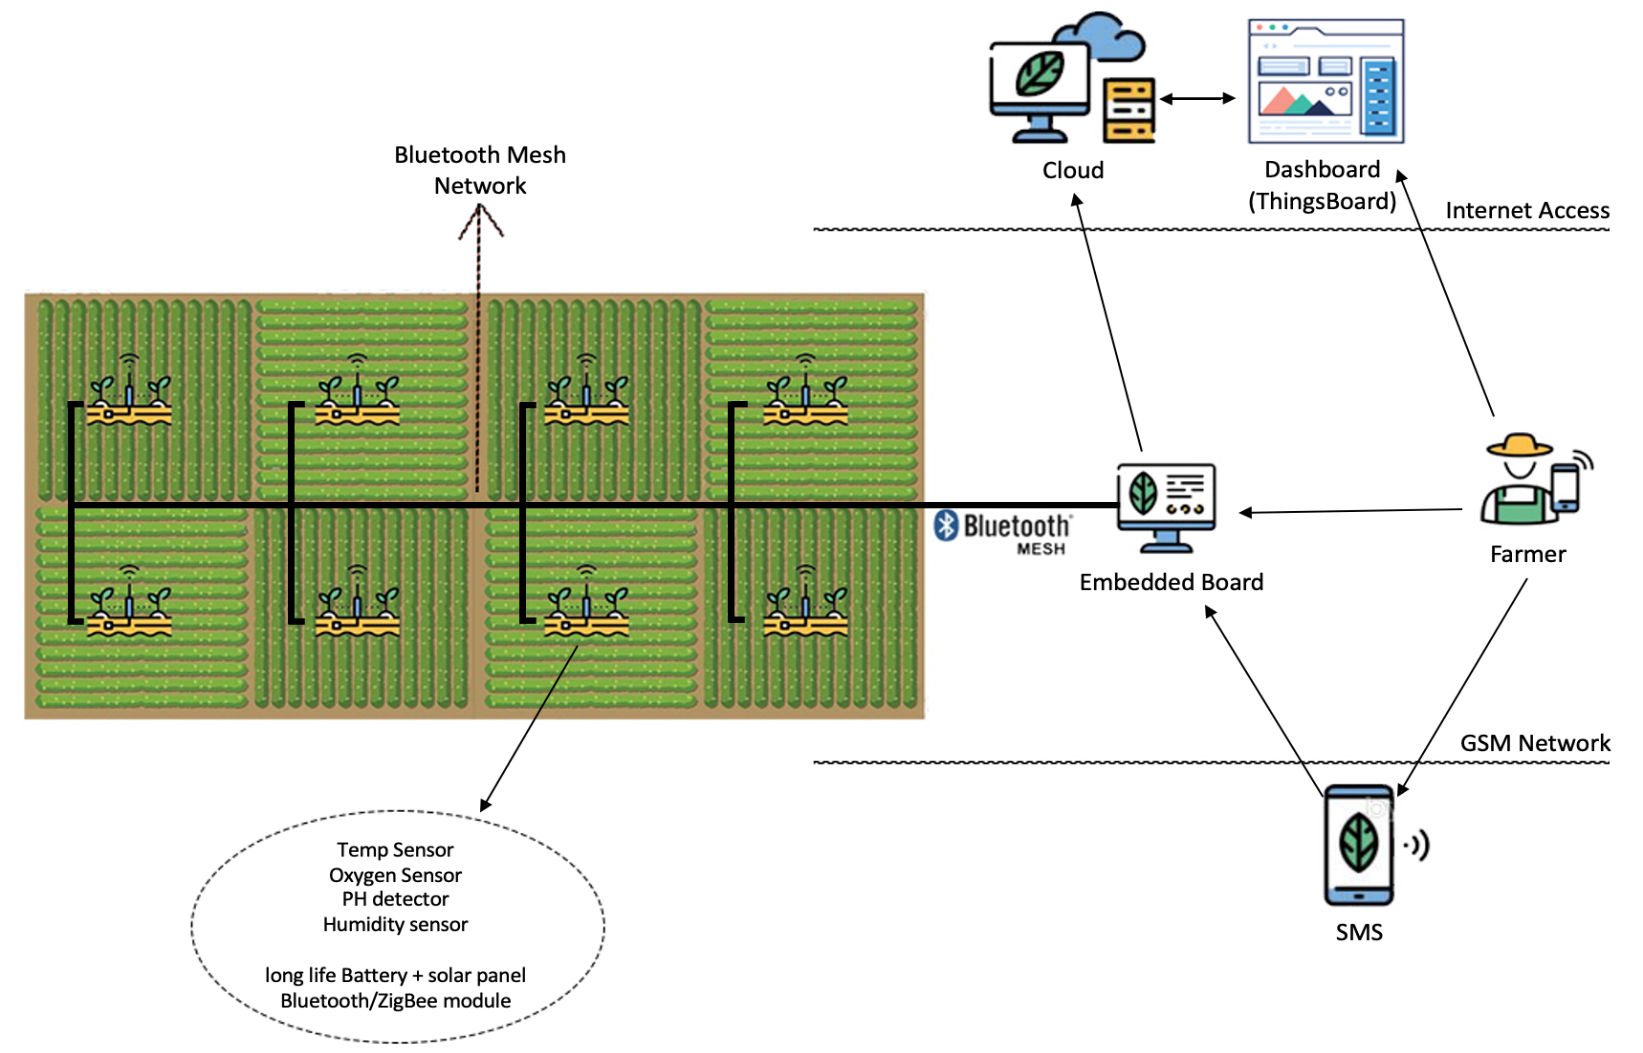 Cloud
Dashboard
(ThingsBoard)
Internet Access
Bluetooth Mesh
Network
Bluetooth
MESH
Embedded Board
Farmer
GSM Network
SMS
Temp Sensor
Oxygen Sensor
PH detector
Humidity sensor
long life Battery + solar panel
Bluetooth/ZigBee module